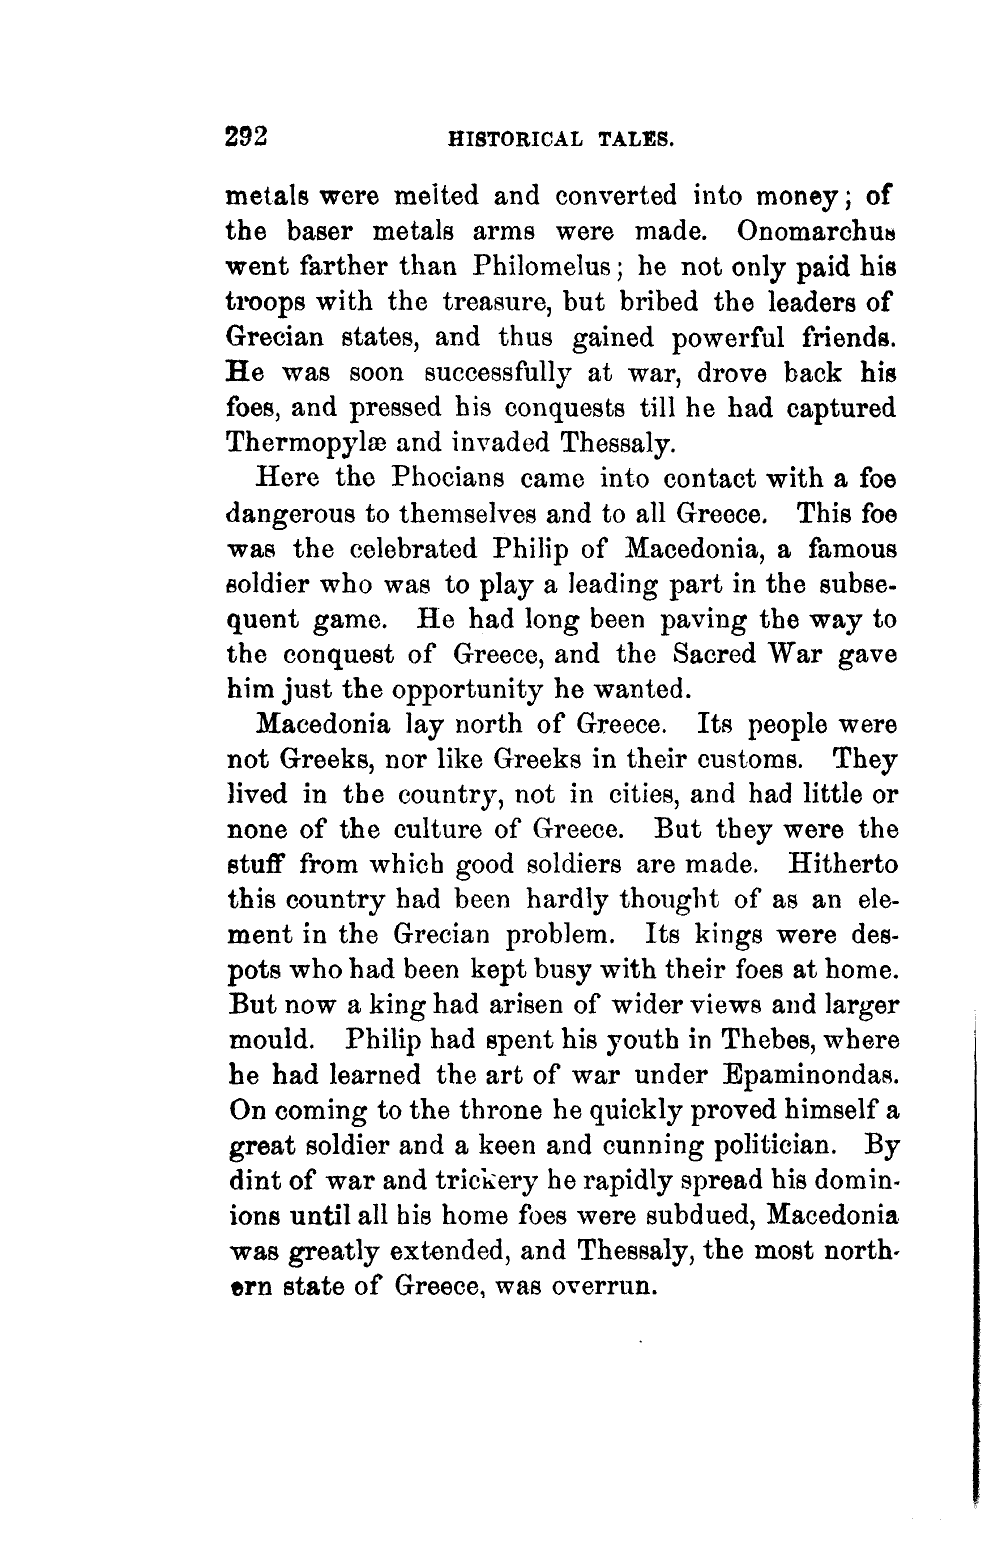 292 HISTORICAL TALES.
metals were melted and converted into money; of
the baser metals arms were made. Onomarchus
went farther than Philomelus; he not only paid his
troops with the treasure, but bribed the leaders of
Grecian states, and thus gained powerful friends.
He was soon successfully at war, drove back his
foes, and pressed his conquests till he had captured
Thermopylæ and invaded Thessaly.
Here the Phocians came into contact with a foe
dangerous to themselves and to all Greece. This foe
was the celebrated Philip of Macedonia, a famous
soldier who was to play a leading part in the subse-
quent game. He had long been paving the way to
the conquest of Greece, and the Sacred War gave
him just the opportunity he wanted.
Macedonia lay north of Greece. Its people were
not Greeks, nor like Greeks in their customs. They
lived in the country, not in cities, and had little or
none of the culture of Greece. But they were the
stuff from which good soldiers are made. Hitherto
this country had been hardly thought of as an ele-
ment in the Grecian problem. Its kings were des-
pots who had been kept busy with their foes at home.
But now a king had arisen of wider views and larger
mould. Philip had spent his youth in Thebes, where
he had learned the art of war under Epaminondas.
On coming to the throne he quickly proved himself a
great soldier and a keen and cunning politician. By
dint of war and trickery he rapidly spread his domin-
ions until all his home foes were subdued, Macedonia
was greatly extended, and Thessaly, the most north-
ern state of Greece, was overrun.